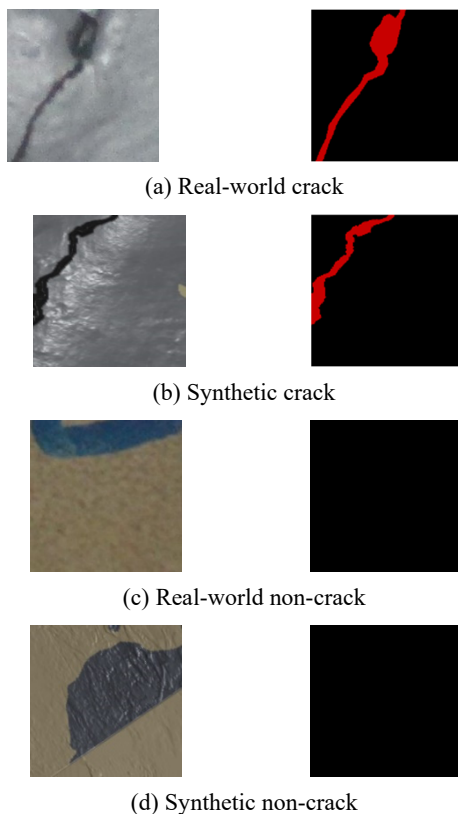 (a) Real-world crack
(b) Synthetic crack
(c) Real-world non-crack
(d) Synthetic non-crack